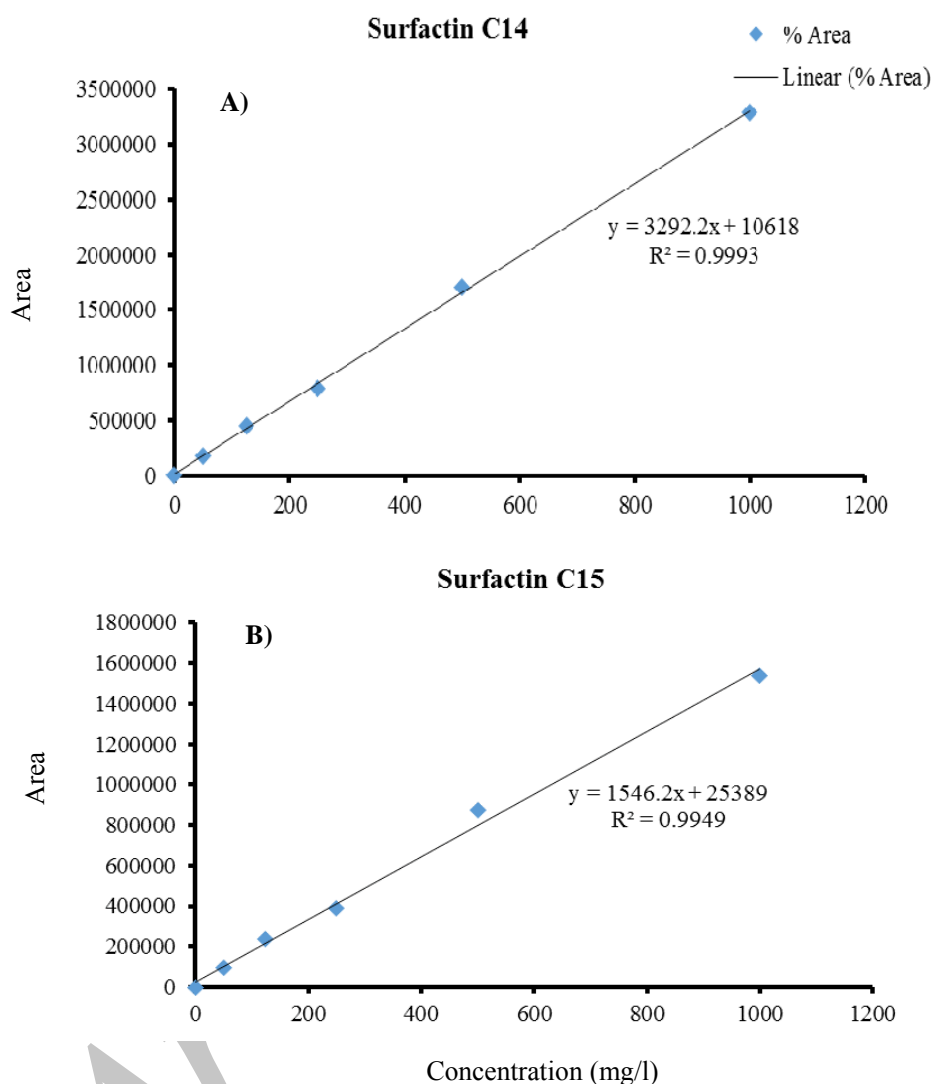 Surfactin C14
% Area
Linear (% Area)
A)
3500000
3000000
2500000
2000000
1500000
1000000
500000
0
Area
y = 3292.2x + 10618
R² = 0.9993
0 200 400 600 800 1000 1200
Surfactin C15
B)
1800000
1600000
1400000
1200000
1000000
800000
600000
400000
200000
0
Area
y = 1546.2x + 25389
R² = 0.9949
0 200 400 600 800 1000 1200
Concentration (mg/l)